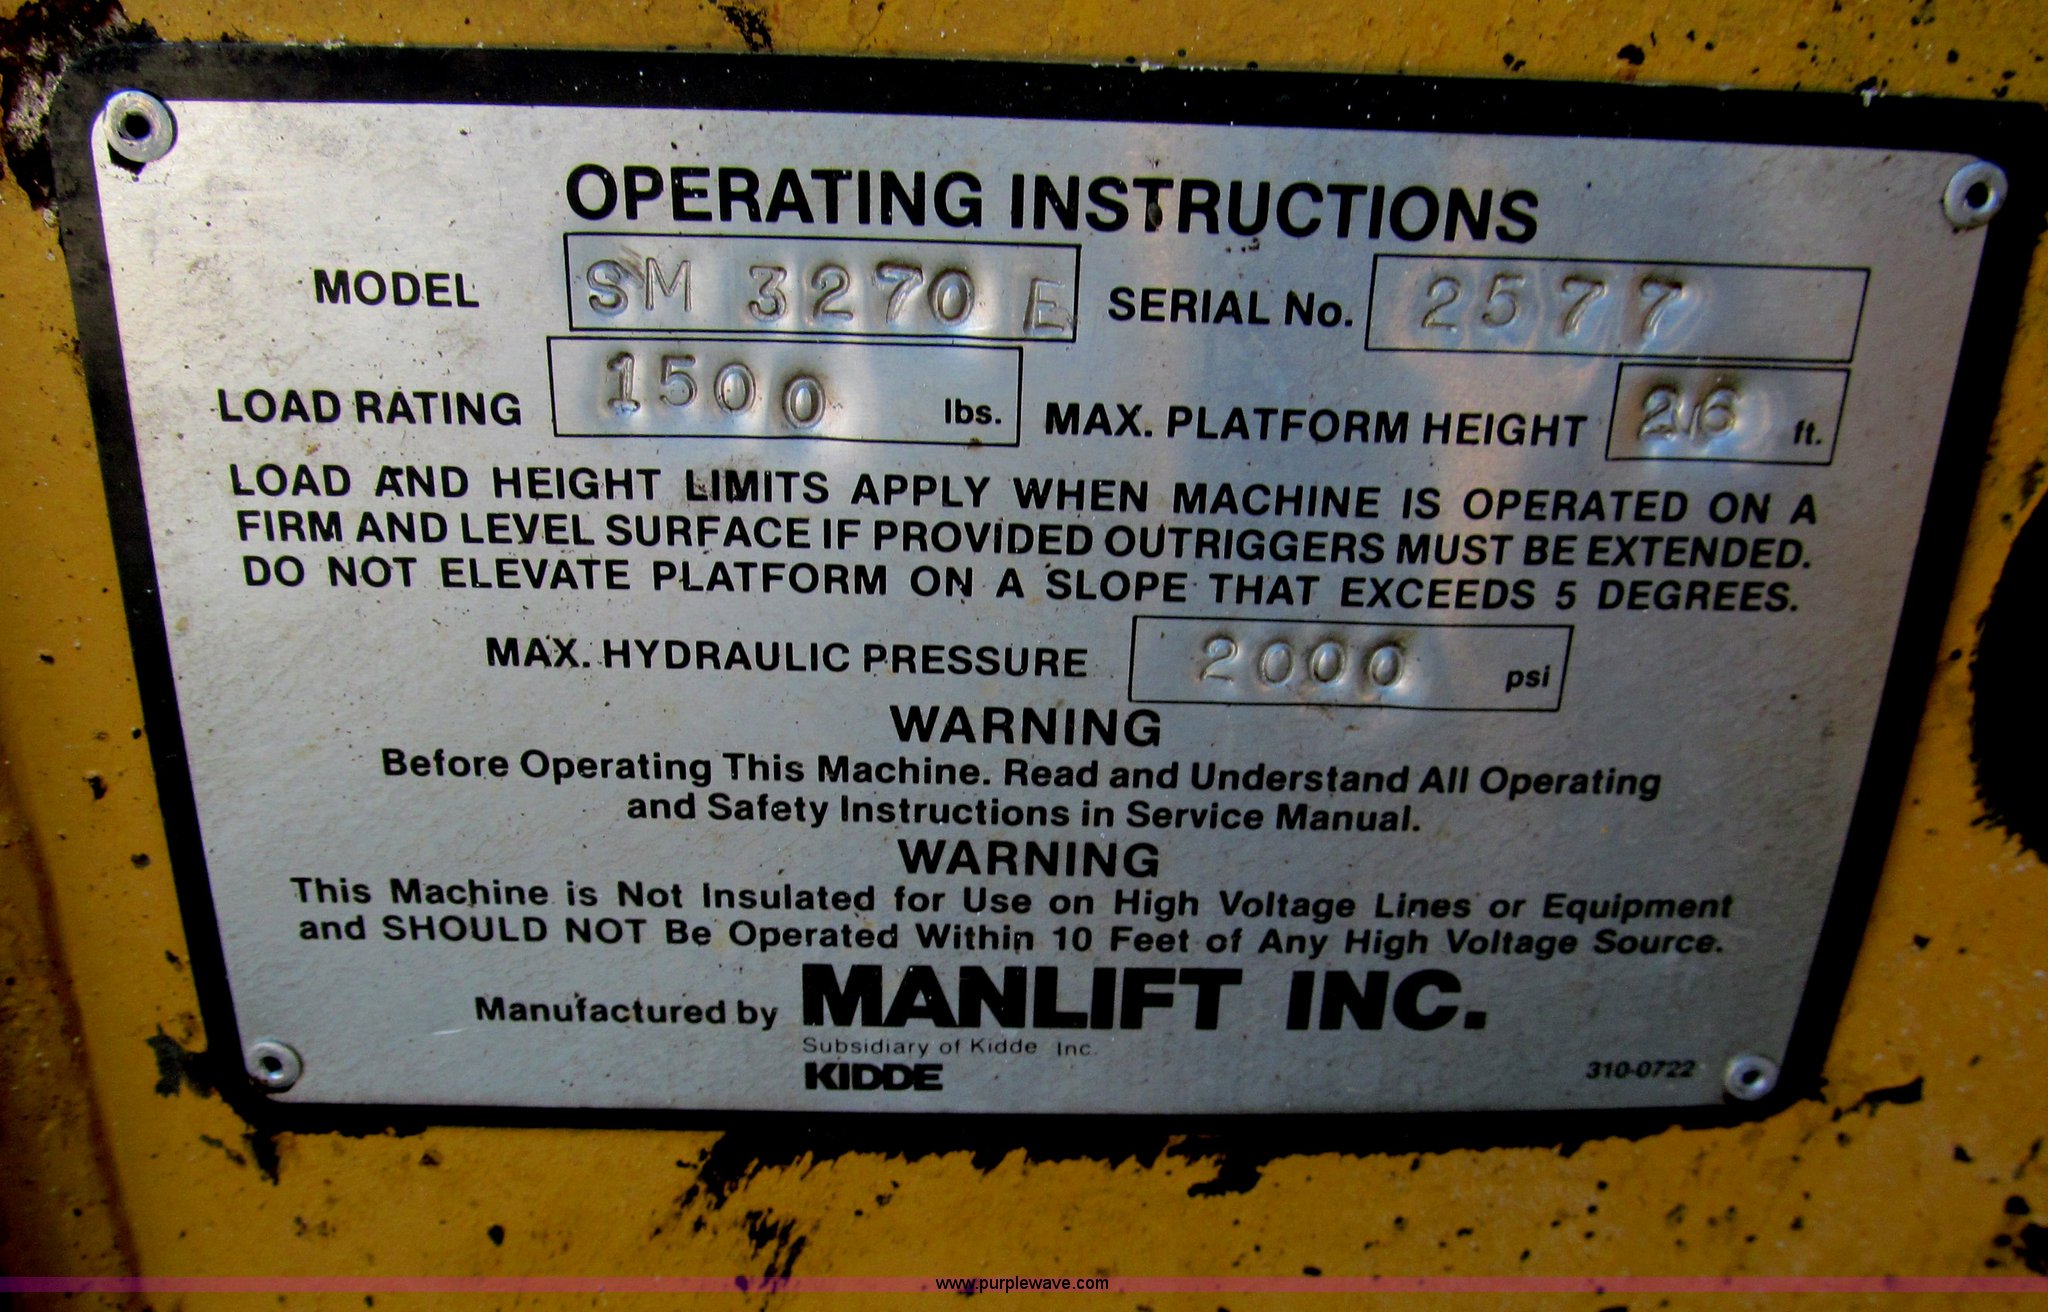 OPERATING INSTRUCTIONS
MODEL SM 3270 E SERIAL No. 2577
LOAD RATING 1500 lbs. MAX. PLATFORM HEIGHT 26 ft.
LOAD AND HEIGHT LIMITS APPLY WHEN MACHINE IS OPERATED ON A
FIRM AND LEVEL SURFACE IF PROVIDED OUTRIGGERS MUST BE EXTENDED.
DO NOT ELEVATE PLATFORM ON A SLOPE THAT EXCEEDS 5 DEGREES.
MAX. HYDRAULIC PRESSURE 2000 psi
WARNING
Before Operating This Machine. Read and Understand All Operating
and Safety Instructions in Service Manual.
WARNING
This Machine is Not Insulated for Use on High Voltage Lines or Equipment
and SHOULD NOT Be Operated Within 10 Feet of Any High Voltage Source.
Manufactured by MANLIFT INC.
Subsidiary of Kidde Inc.
KIDDE 310-0722
www.purplewave.com